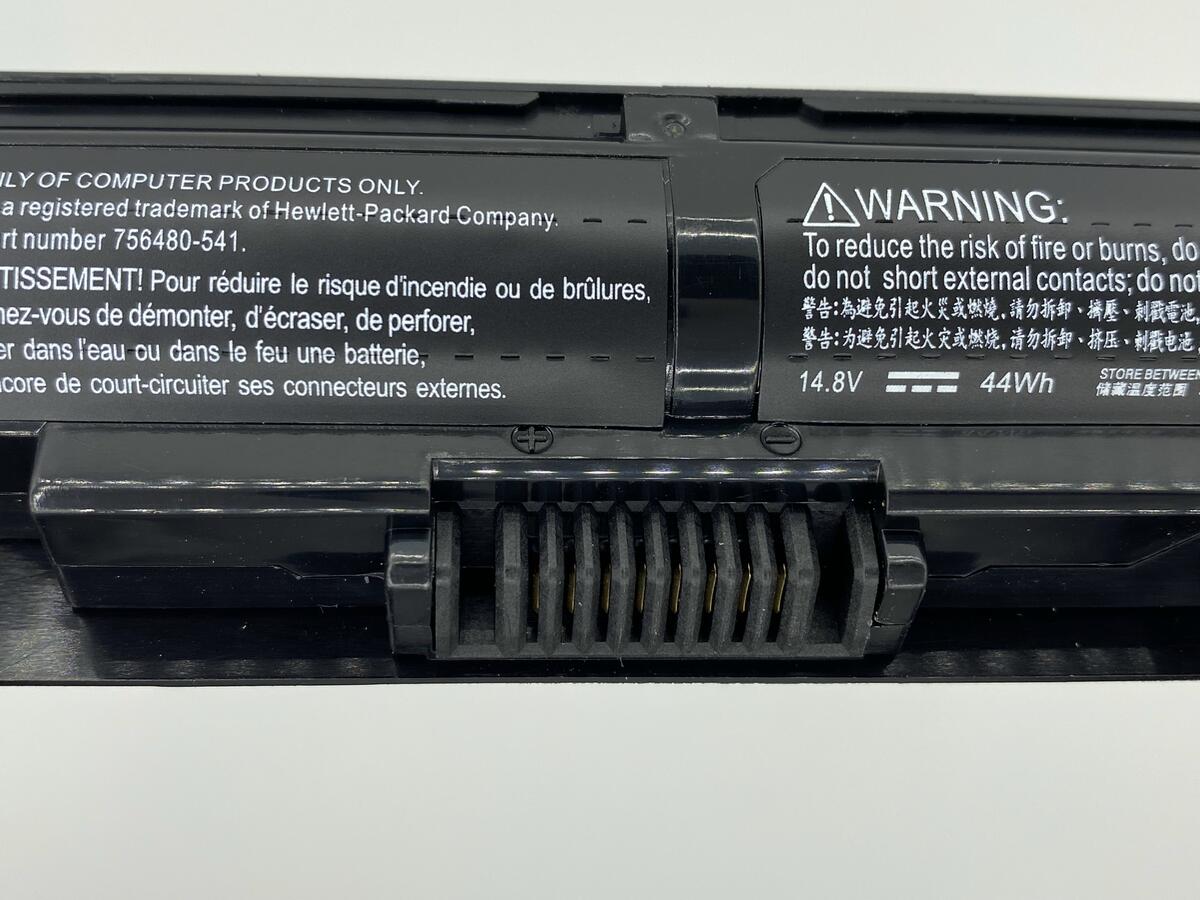 ILY OF COMPUTER PRODUCTS ONLY.
a registered trademark of Hewlett-Packard Company.
rt number 756480-541.
TISSEMENT! Pour réduire le risque d'incendie ou de brûlures,
nez-vous de démonter, d'écraser, de perforer,
er dans l'eau ou dans le feu une batterie,
ncore de court-circuiter ses connecteurs externes.
WARNING:
To reduce the risk of fire or burns, do
do not short external contacts; do not
警告:為避免引起火災或燃燒,請勿拆卸、擠壓、刺戳電池,
警告:为避免引起火灾或燃烧,请勿拆卸、挤压、刺戳电池,
14.8V 44Wh
STORE BETWEEN
储藏温度范围
+ -